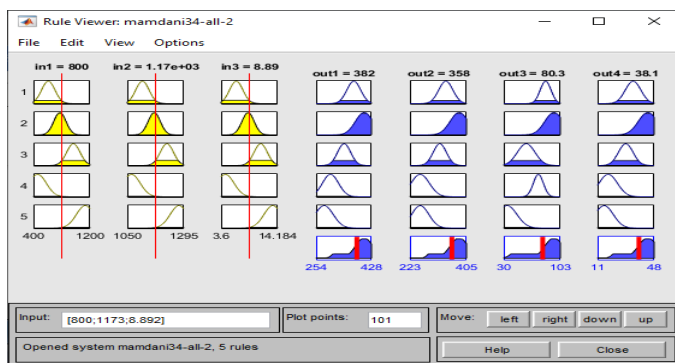 Rule Viewer: mamdani34-all-2
File Edit View Options
in1 = 800 in2 = 1.17e+03 in3 = 8.89 out1 = 382 out2 = 358 out3 = 80.3 out4 = 38.1
1
2
3
4
5
400 1200 1050 1295 3.6 14.184
254 428 223 405 30 103 11 48
Input: [800;1173;8.892] Plot points: 101 Move: left right down up
Opened system mamdani34-all-2, 5 rules Help Close